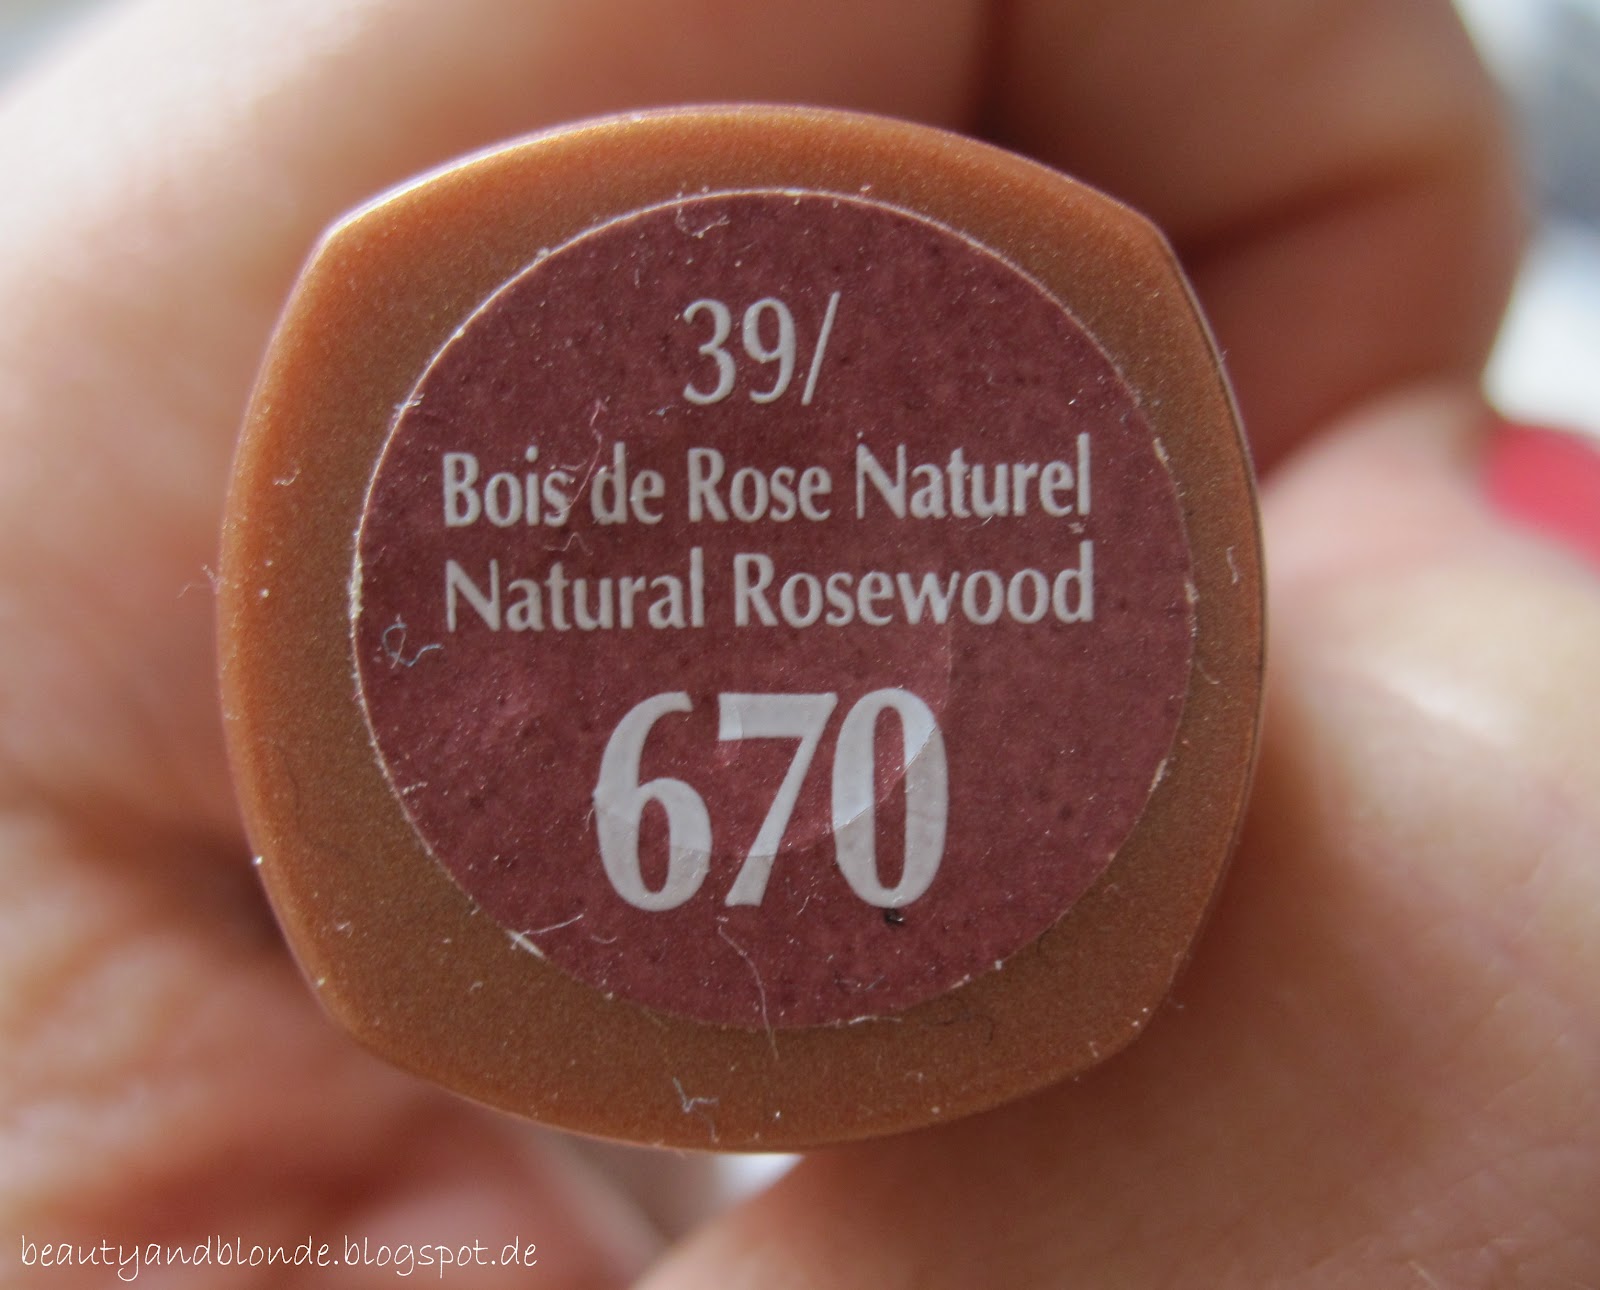 39/
Bois de Rose Naturel
Natural Rosewood
670
beautyandblonde.blogspot.de